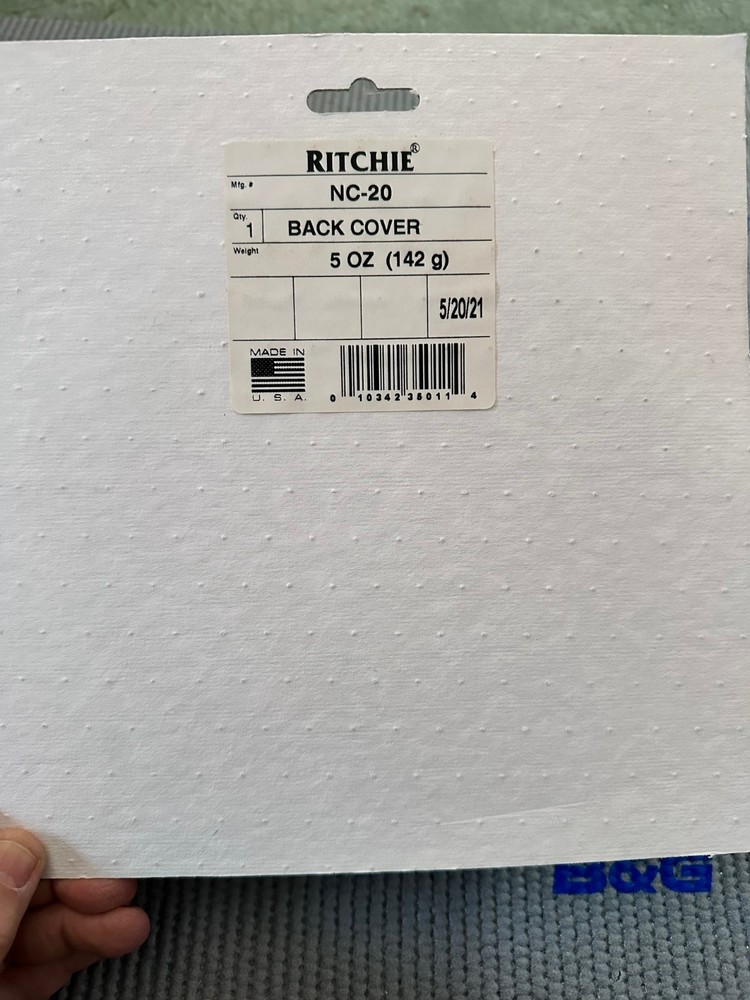 RITCHIE®
Mfg. # NC-20
Qty. 1 BACK COVER
Weight 5 OZ (142 g)
5/20/21
MADE IN
U. S. A.
0 10342 35011 4
B&G